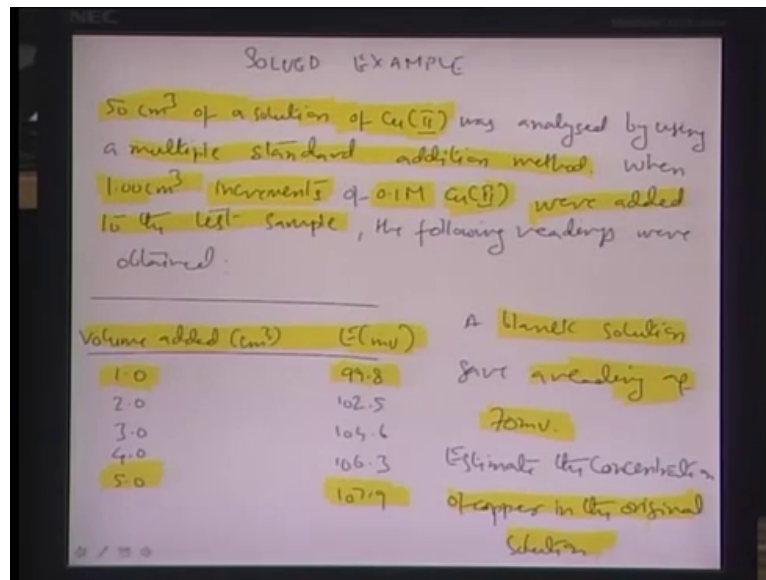 NEC
SOLVED EXAMPLE
50 cm³ of a solution of Cu(II) was analysed by using
a multiple standard addition method. When
1.00cm³ increments of 0.1M Cu(II) were added
to the test sample, the following readings were
obtained:
Volume added (cm³) E(mv)
1.0 99.8
2.0 102.5
3.0 104.6
4.0 106.3
5.0 107.9
A blank solution
gave a reading of
70mv.
Estimate the concentration
of copper in the original
solution